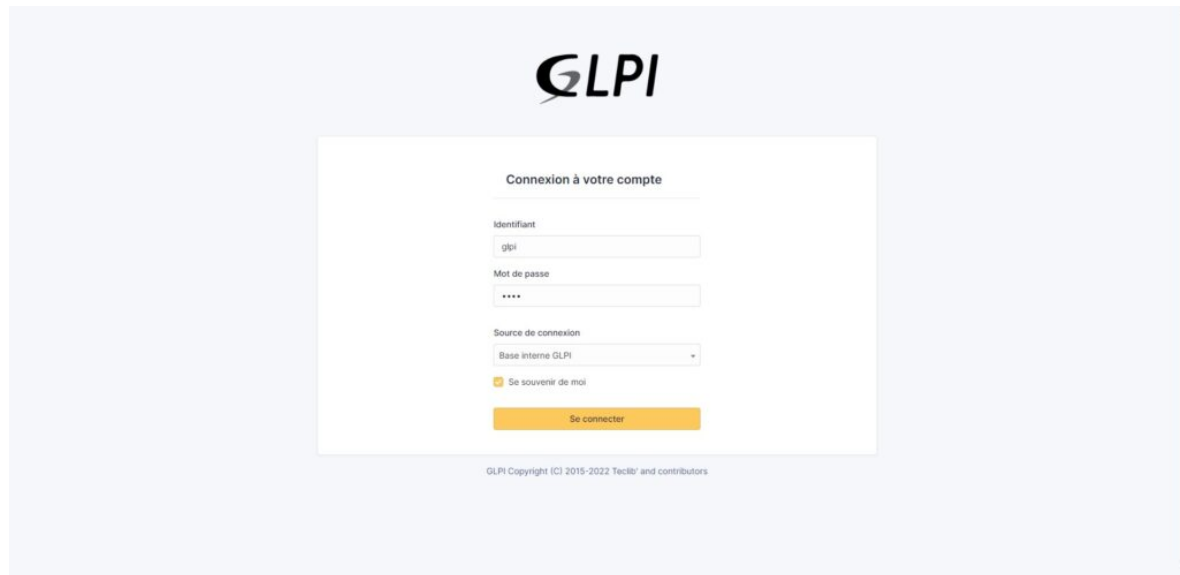 GLPI
Connexion à votre compte
Identifiant
glpi
Mot de passe
••••
Source de connexion
Base interne GLPI
Se souvenir de moi
Se connecter
GLPI Copyright (C) 2015-2022 Teclib' and contributors